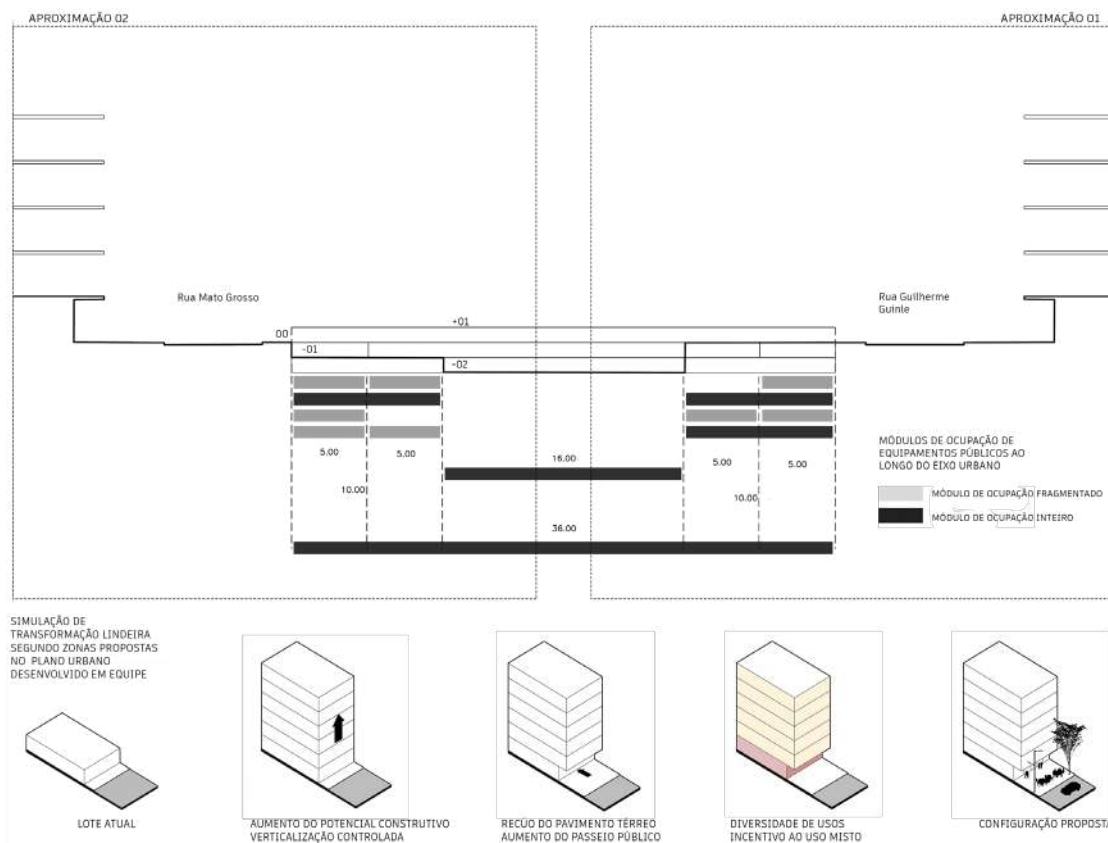 APROXIMAÇÃO 02
APROXIMAÇÃO 01
Rua Mato Grosso
Rua Guilherme
Guinle
+01
00
-01
-02
5.00
5.00
16.00
5.00
5.00
10.00
10.00
36.00
MÓDULOS DE OCUPAÇÃO DE
EQUIPAMENTOS PÚBLICOS AO
LONGO DO EIXO URBANO
MÓDULO DE OCUPAÇÃO FRAGMENTADO
MÓDULO DE OCUPAÇÃO INTEIRO
SIMULAÇÃO DE
TRANSFORMAÇÃO LINDEIRA
SEGUNDO ZONAS PROPOSTAS
NO PLANO URBANO
DESENVOLVIDO EM EQUIPE
LOTE ATUAL
AUMENTO DO POTENCIAL CONSTRUTIVO
VERTICALIZAÇÃO CONTROLADA
RECÚO DO PAVIMENTO TÉRREO
AUMENTO DO PASSEIO PÚBLICO
DIVERSIDADE DE USOS
INCENTIVO AO USO MISTO
CONFIGURAÇÃO PROPOSTA